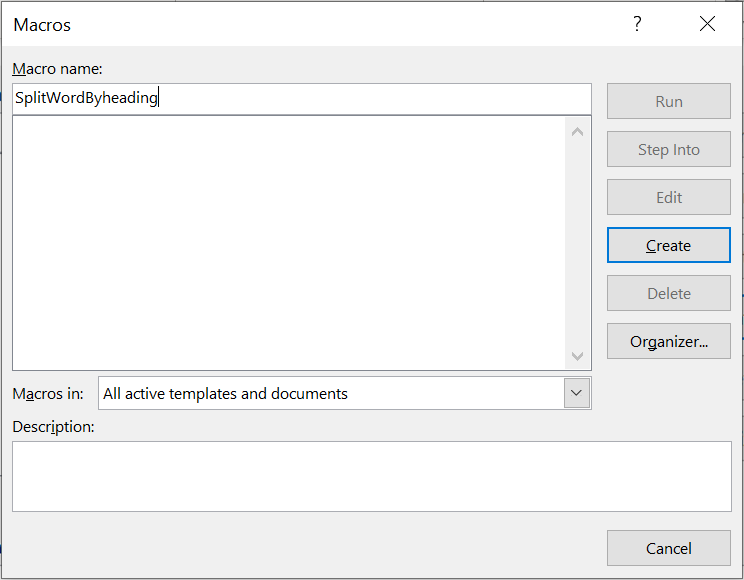 Macros
?
Macro name:
SplitWordByheading
Run
Step Into
Edit
Create
Delete
Organizer...
Macros in:
All active templates and documents
Description:
Cancel